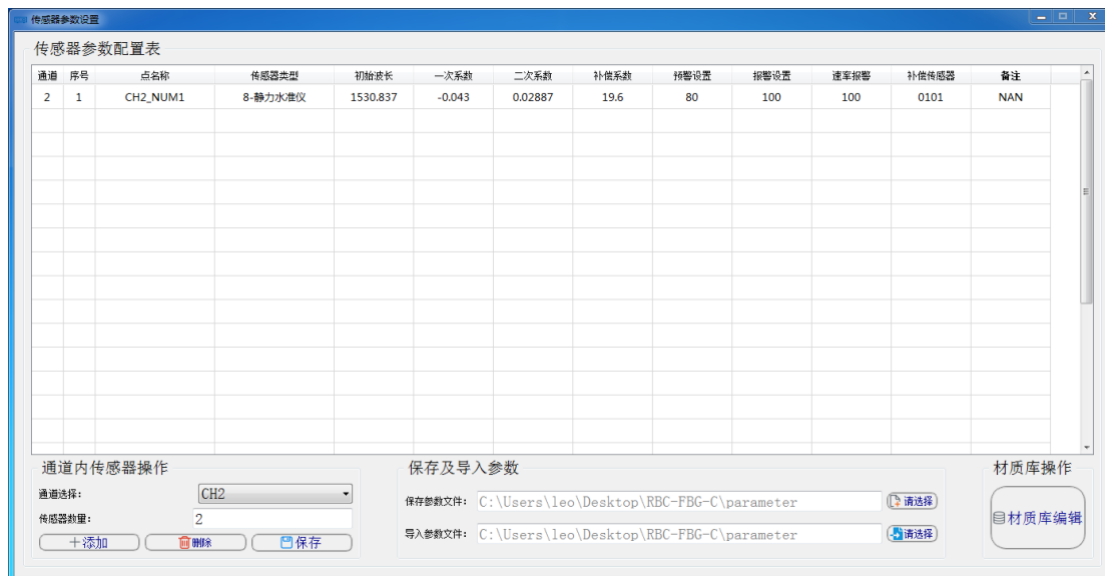 传感器参数设置
传感器参数配置表
通道 序号 点名称 传感器类型 初始波长 一次系数 二次系数 补偿系数 预警设置 报警设置 速率报警 补偿传感器 备注
2 1 CH2_NUM1 8-静力水准仪 1530.837 -0.043 0.02887 19.6 80 100 100 0101 NAN
通道内传感器操作
通道选择: CH2
传感器数量: 2
添加 删除 保存
保存及导入参数
保存参数文件: C:\Users\leo\Desktop\RBC-FBG-C\parameter 请选择
导入参数文件: C:\Users\leo\Desktop\RBC-FBG-C\parameter 请选择
材质库操作
材质库编辑